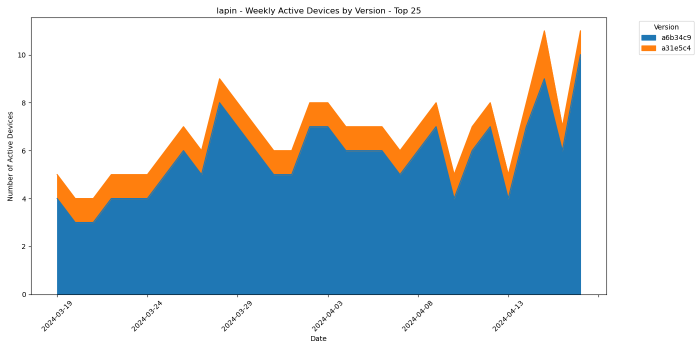 lapin - Weekly Active Devices by Version - Top 25
Version
a6b34c9
a31e5c4
Number of Active Devices
10
8
6
4
2
0
2024-03-19
2024-03-24
2024-03-29
2024-04-03
2024-04-08
2024-04-13
Date